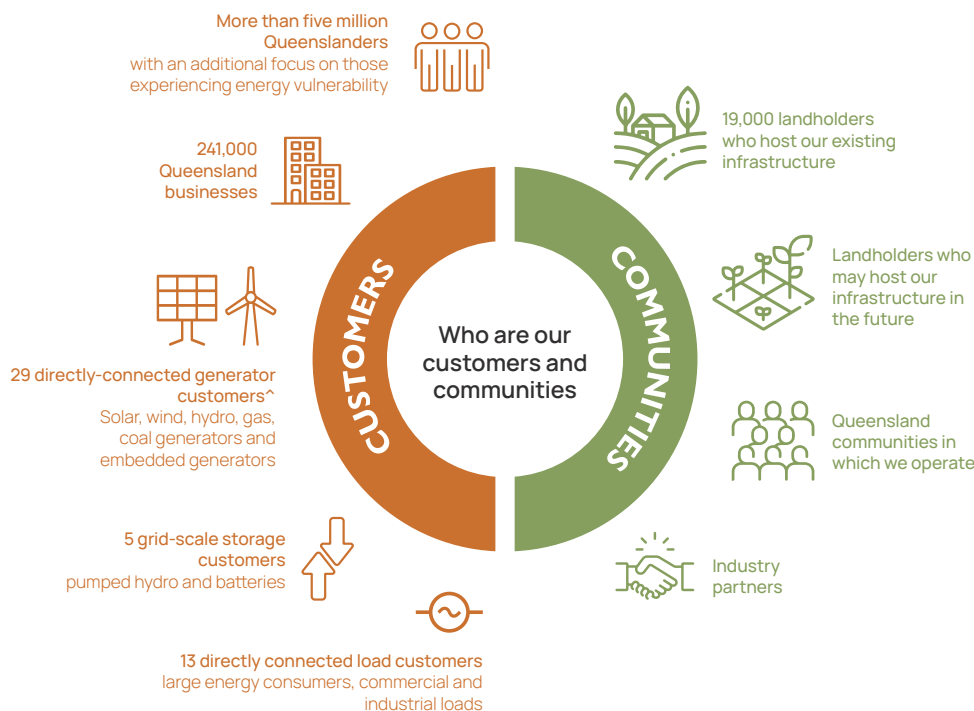 More than five million
Queenslanders
with an additional focus on those
experiencing energy vulnerability
241,000
Queensland
businesses
29 directly-connected generator
customers^
Solar, wind, hydro, gas,
coal generators and
embedded generators
5 grid-scale storage
customers
pumped hydro and batteries
13 directly connected load customers
large energy consumers, commercial and
industrial loads
CUSTOMERS
Who are our
customers and
communities
COMMUNITIES
19,000 landholders
who host our existing
infrastructure
Landholders who
may host our
infrastructure in
the future
Queensland
communities in
which we operate
Industry
partners